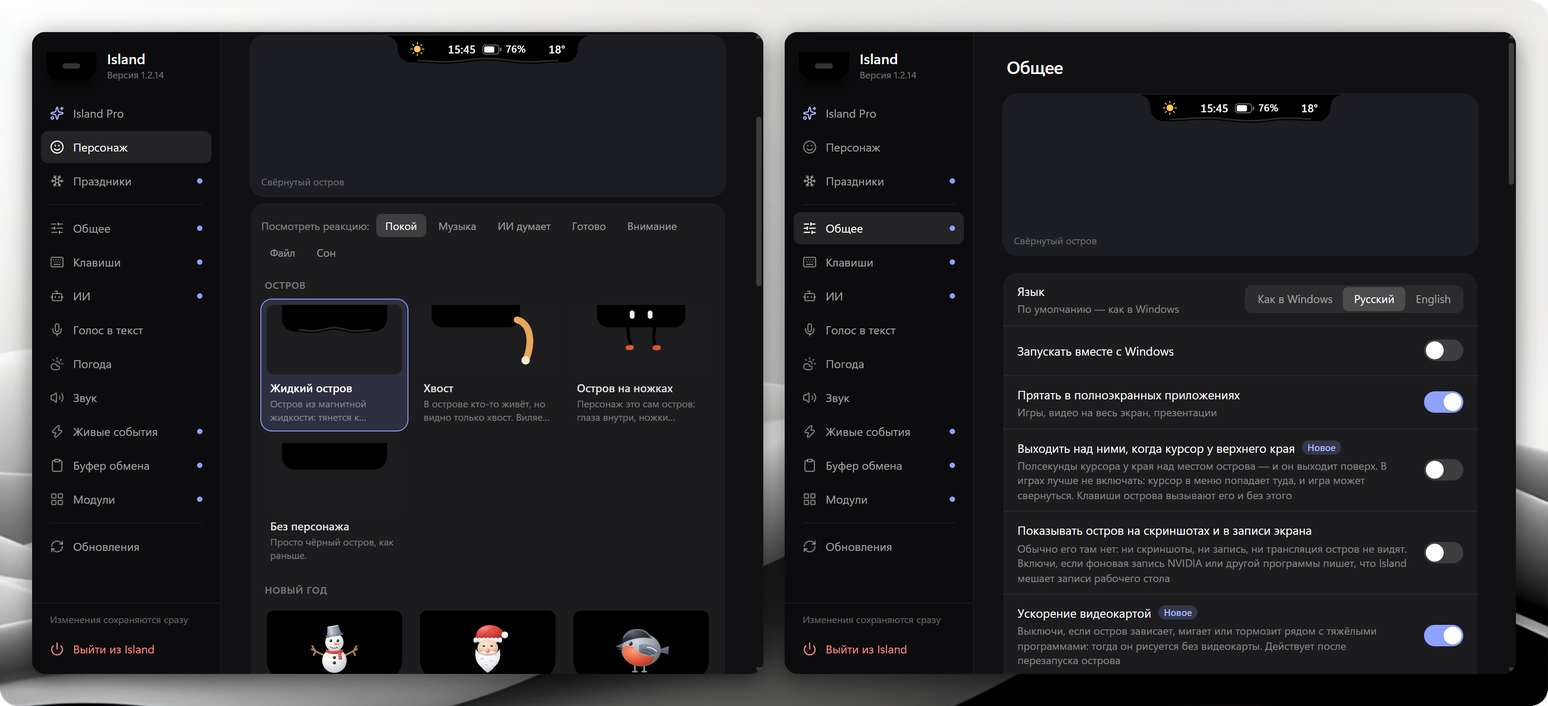 Island
Версия 1.2.14
Island Pro
Персонаж
Праздники
Общее
Клавиши
ИИ
Голос в текст
Погода
Звук
Живые события
Буфер обмена
Модули
Обновления
Изменения сохраняются сразу
Выйти из Island
15:45 76% 18°
Свёрнутый остров
Посмотреть реакцию: Покой Музыка ИИ думает Готово Внимание
Файл Сон
ОСТРОВ
Жидкий остров
Остров из магнитной
жидкости: тянется к...
Хвост
В острове кто-то живёт, но
видно только хвост. Виляе...
Остров на ножках
Персонаж это сам остров:
глаза внутри, ножки...
Без персонажа
Просто чёрный остров, как
раньше.
НОВЫЙ ГОД
Island
Версия 1.2.14
Island Pro
Персонаж
Праздники
Общее
Клавиши
ИИ
Голос в текст
Погода
Звук
Живые события
Буфер обмена
Модули
Обновления
Изменения сохраняются сразу
Выйти из Island
Общее
15:45 76% 18°
Свёрнутый остров
Язык
По умолчанию — как в Windows
Как в Windows Русский English
Запускать вместе с Windows
Прятать в полноэкранных приложениях
Игры, видео на весь экран, презентации
Выходить над ними, когда курсор у верхнего края Новое
Полсекунды курсора у края над местом острова — и он выходит поверх. В
играх лучше не включать: курсор в меню попадает туда, и игра может
свернуться. Клавиши острова вызывают его и без этого
Показывать остров на скриншотах и в записи экрана
Обычно его там нет: ни скриншоты, ни запись, ни трансляция остров не видят.
Включи, если фоновая запись NVIDIA или другой программы пишет, что Island
мешает записи рабочего стола
Ускорение видеокартой Новое
Выключи, если остров зависает, мигает или тормозит рядом с тяжёлыми
программами: тогда он рисуется без видеокарты. Действует после
перезапуска острова